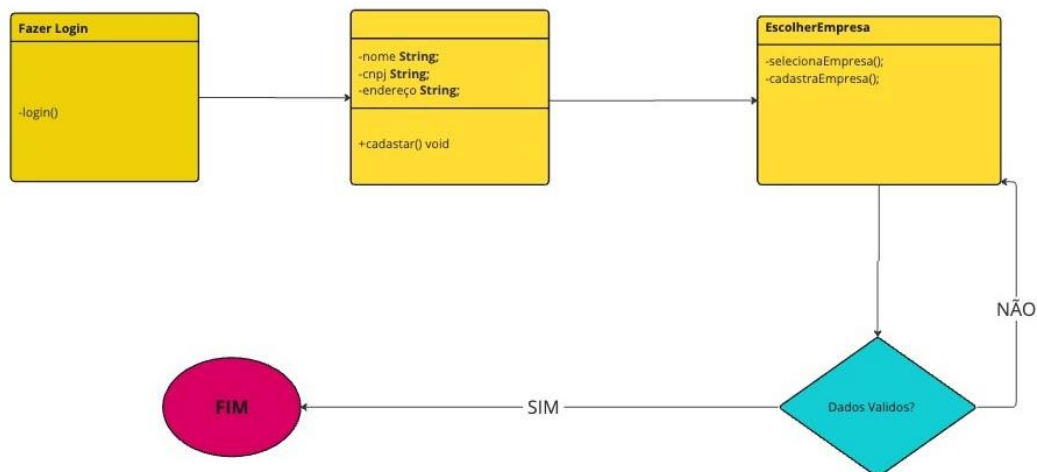 Fazer Login
-login()
-nome String;
-cnpj String;
-endereço String;
+cadastar() void
EscolherEmpresa
-selecionaEmpresa();
-cadastraEmpresa();
NÃO
Dados Validos?
SIM
FIM